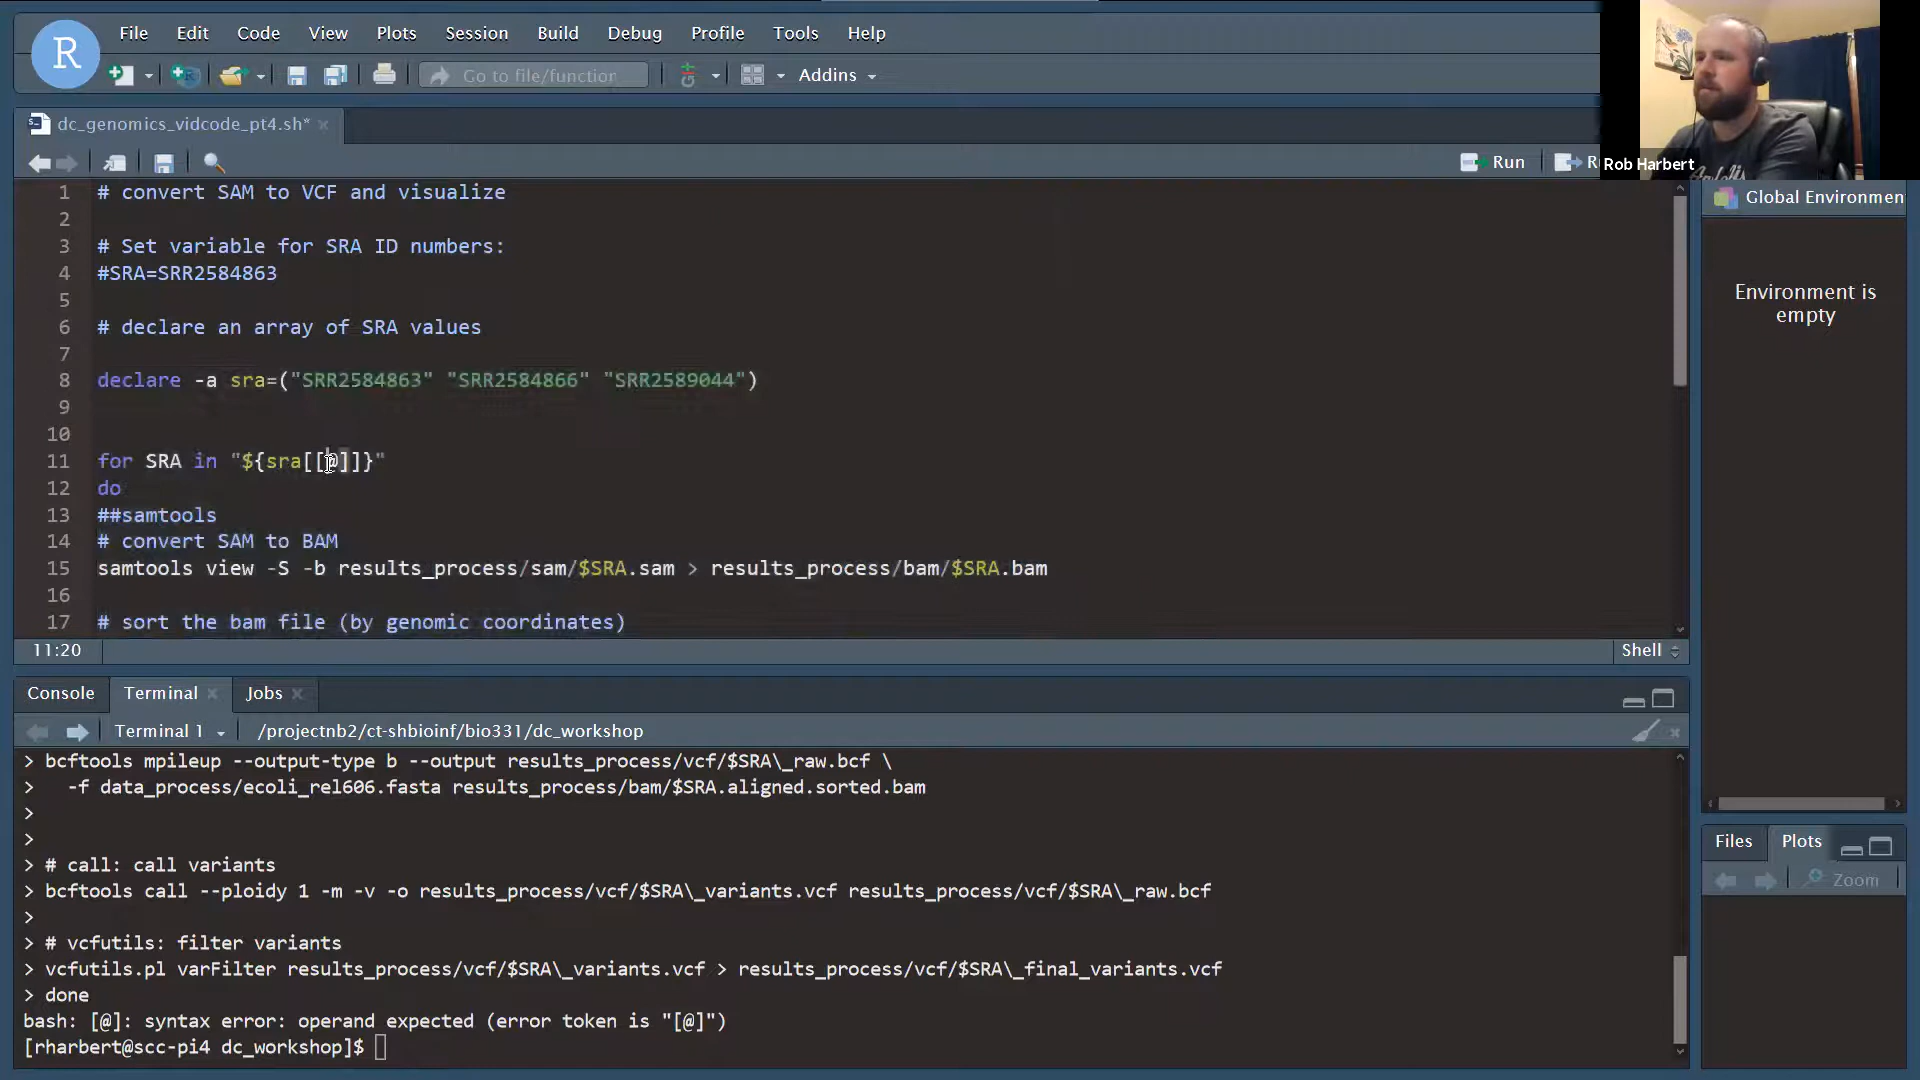 File Edit Code View Plots Session Build Debug Profile Tools Help
R
Go to file/function
Addins
dc_genomics_vidcode_pt4.sh*
Run
R
Rob Harbert
1 # convert SAM to VCF and visualize
2
3 # Set variable for SRA ID numbers:
4 #SRA=SRR2584863
5
6 # declare an array of SRA values
7
8 declare -a sra=("SRR2584863" "SRR2584866" "SRR2589044")
9
10
11 for SRA in "${sra[[@]]}"
12 do
13 ##samtools
14 # convert SAM to BAM
15 samtools view -S -b results_process/sam/$SRA.sam > results_process/bam/$SRA.bam
16
17 # sort the bam file (by genomic coordinates)
11:20
Shell
Global Environmen
Environment is
empty
Console Terminal Jobs
Terminal 1 /projectnb2/ct-shbioinf/bio331/dc_workshop
> bcftools mpileup --output-type b --output results_process/vcf/$SRA\_raw.bcf \
> -f data_process/ecoli_rel606.fasta results_process/bam/$SRA.aligned.sorted.bam
>
>
> # call: call variants
> bcftools call --ploidy 1 -m -v -o results_process/vcf/$SRA\_variants.vcf results_process/vcf/$SRA\_raw.bcf
>
> # vcfutils: filter variants
> vcfutils.pl varFilter results_process/vcf/$SRA\_variants.vcf > results_process/vcf/$SRA\_final_variants.vcf
> done
bash: [@]: syntax error: operand expected (error token is "[@]")
[rharbert@scc-pi4 dc_workshop]$
Files Plots
Zoom